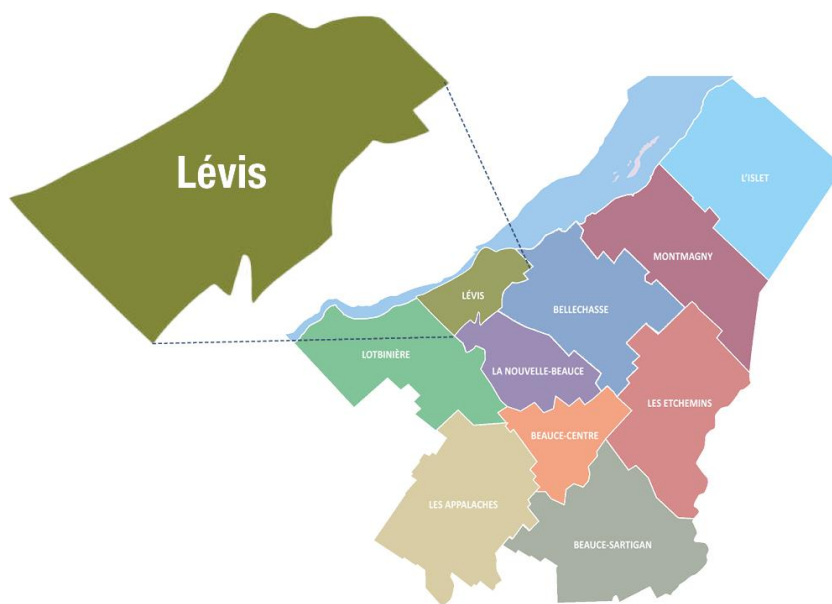 Lévis
L'ISLET
MONTMAGNY
LÉVIS
BELLECHASSE
LOTBINIÈRE
LA NOUVELLE-BEAUCE
LES ETCHEMINS
BEAUCE-CENTRE
LES APPALACHES
BEAUCE-SARTIGAN